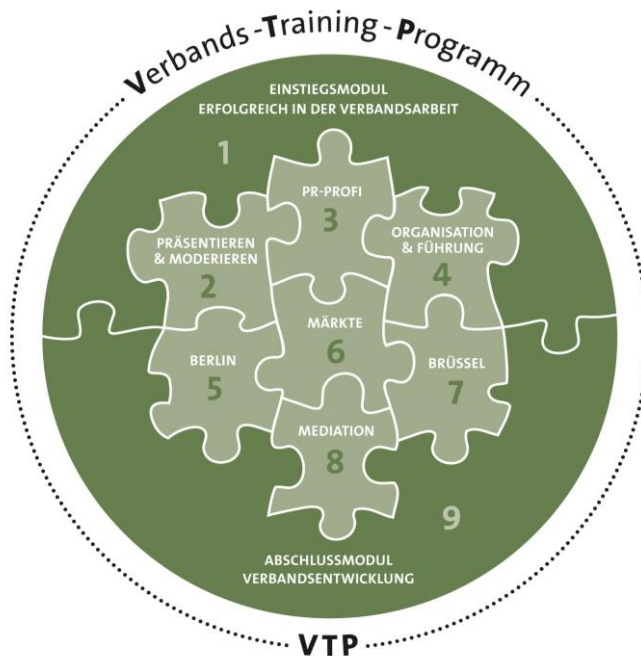 Verbands-Training-Programm
EINSTIEGSMODUL
ERFOLGREICH IN DER VERBANDSARBEIT
1
PR-PROFI
3
PRÄSENTIEREN
& MODERIEREN
2
ORGANISATION
& FÜHRUNG
4
MÄRKTE
6
BERLIN
5
BRÜSSEL
7
MEDIATION
8
9
ABSCHLUSSMODUL
VERBANDSENTWICKLUNG
VTP